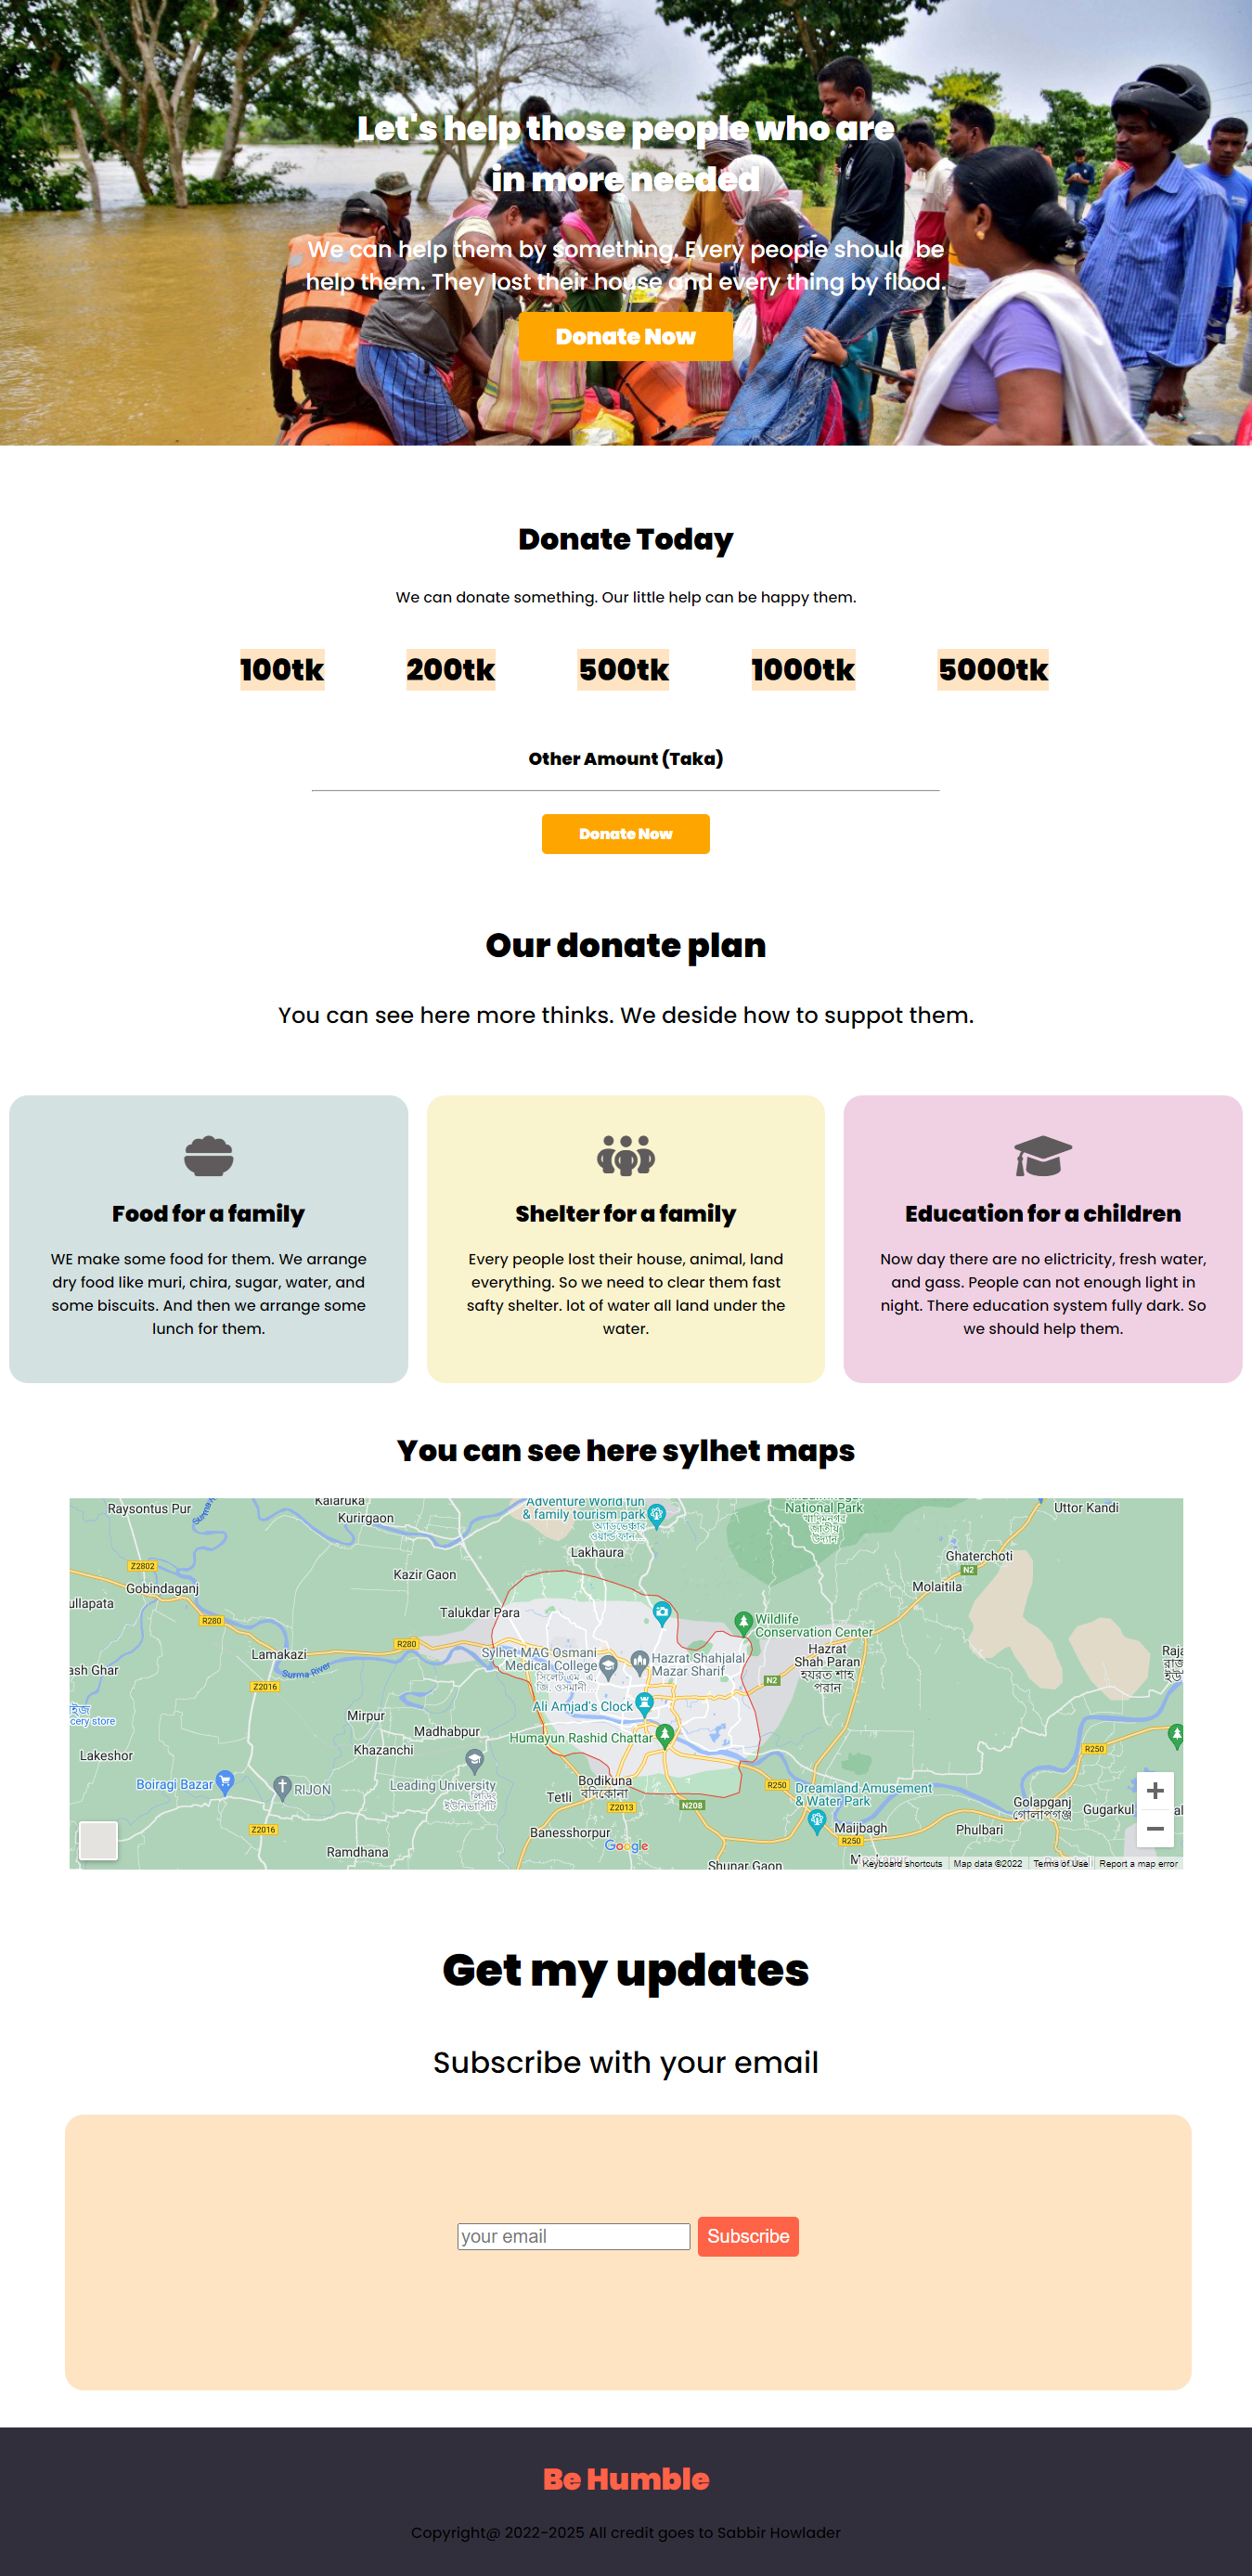 Let's help those people who are
in more needed
We can help them by something. Every people should be
help them. They lost their house and every thing by flood.
Donate Now
Donate Today
We can donate something. Our little help can be happy them.
100tk 200tk 500tk 1000tk 5000tk
Other Amount (Taka)
Donate Now
Our donate plan
You can see here more thinks. We deside how to suppot them.
Food for a family
WE make some food for them. We arrange
dry food like muri, chira, sugar, water, and
some biscuits. And then we arrange some
lunch for them.
Shelter for a family
Every people lost their house, animal, land
everything. So we need to clear them fast
safty shelter. lot of water all land under the
water.
Education for a children
Now day there are no elictricity, fresh water,
and gass. People can not enough light in
night. There education system fully dark. So
we should help them.
You can see here sylhet maps
Raysontus Pur
Kalaruka
Kurirgaon
Adventure World fun
& family tourism park
National Park
Uttor Kandi
Lakhaura
Ghaterchoti
N2
Z2802
Kazir Gaon
Gobindaganj
Molaitila
ullapata
Talukdar Para
R280
Wildlife
Conservation Center
R280
Lamakazi
Sylhet MAG Osmani
Medical College
Hazrat Shahjalal
Mazar Sharif
Hazrat
Shah Paran
হযরত শাহ
পরান
ash Ghar
Surma River
N2
Z2016
Ali Amjad's Clock
cery store
Mirpur
Madhabpur
Humayun Rashid Chattar
Khazanchi
R250
Lakeshor
Boiragi Bazar
RIJON
Leading University
Bodikuna
বদিকোনা
Tetli
R250
Dreamland Amusement
& Water Park
Z2013
N208
Golapganj
গোলাপগঞ্জ
Gugarkul
Z2016
Banesshorpur
Maijbagh
Phulbari
R250
Ramdhana
Google
Shunar Gaon
Keyboard shortcuts
Map data ©2022
Terms of Use
Report a map error
Get my updates
Subscribe with your email
your email Subscribe
Be Humble
Copyright@ 2022-2025 All credit goes to Sabbir Howlader